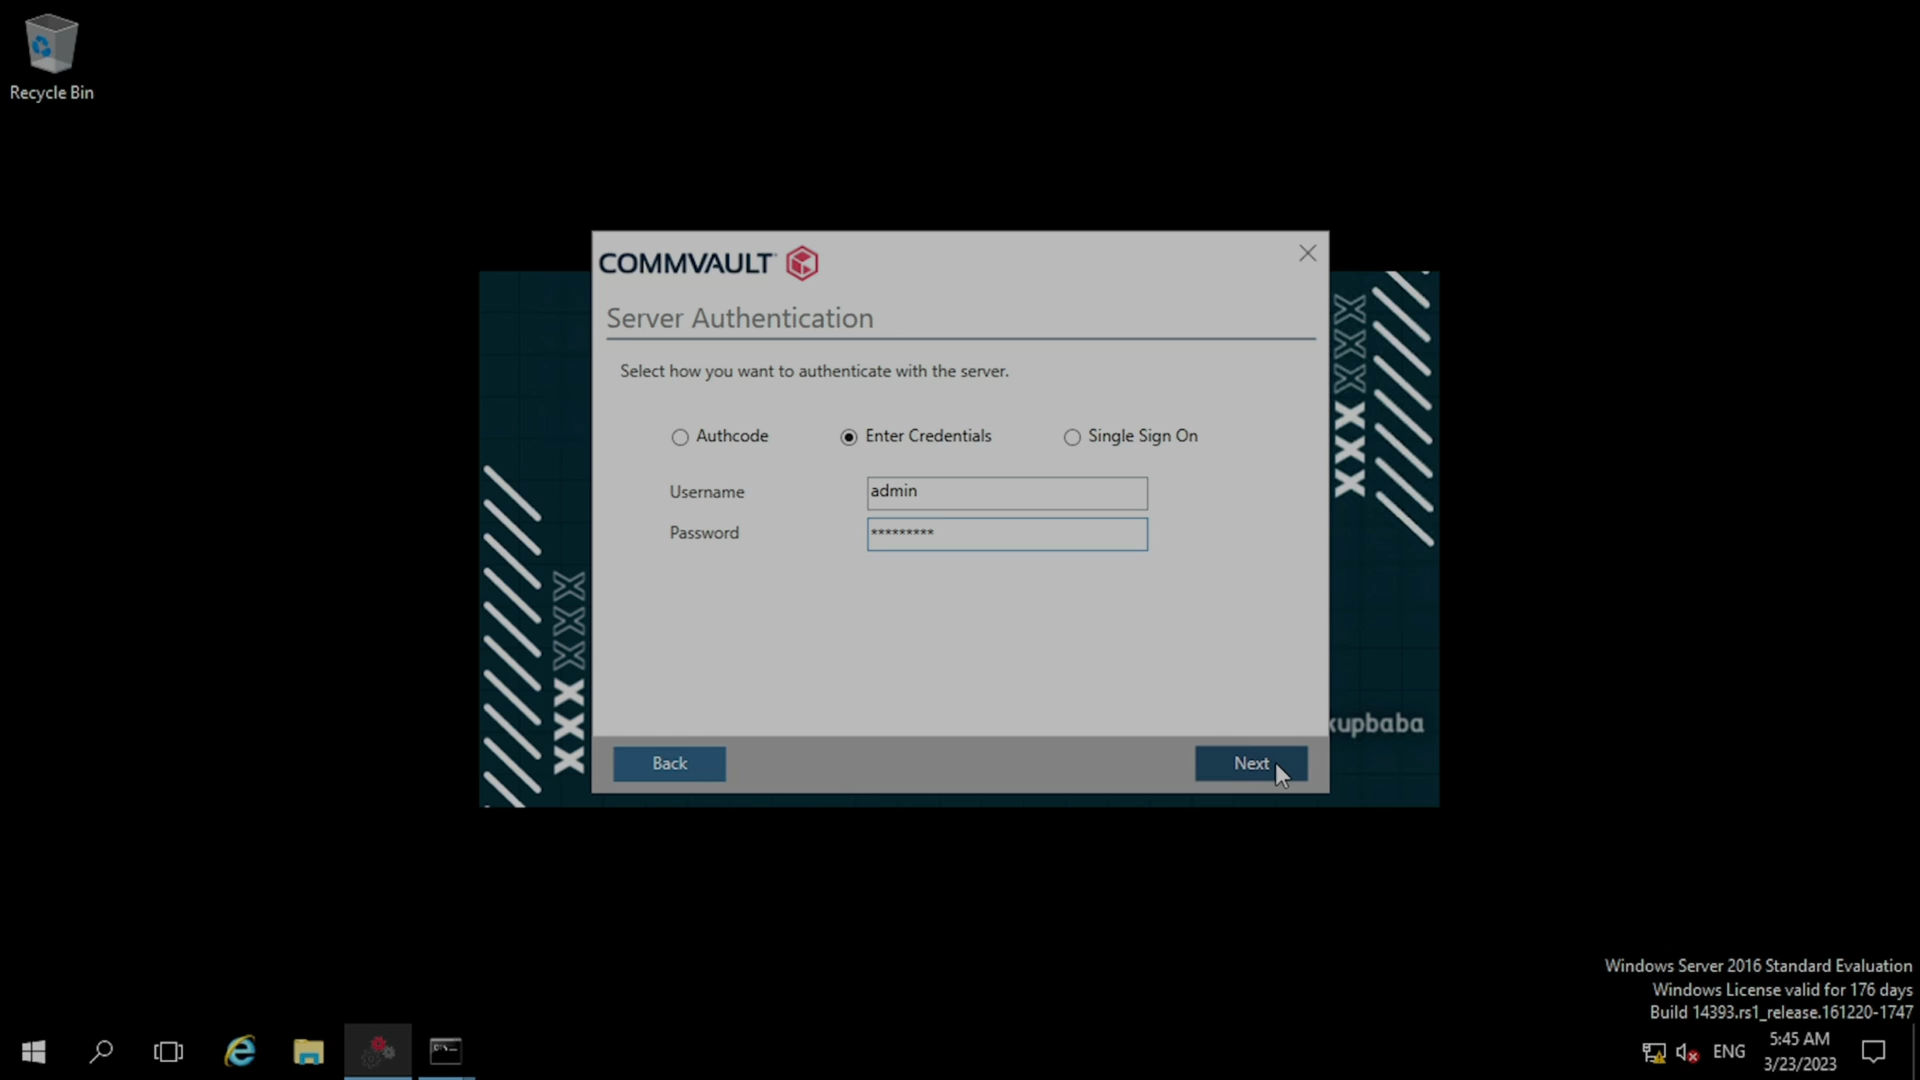 Recycle Bin
COMMVAULT
Server Authentication
Select how you want to authenticate with the server.
Authcode
Enter Credentials
Single Sign On
Username
admin
Password
*********
Back
Next
kupbaba
Windows Server 2016 Standard Evaluation
Windows License valid for 176 days
Build 14393.rs1_release.161220-1747
ENG
5:45 AM
3/23/2023